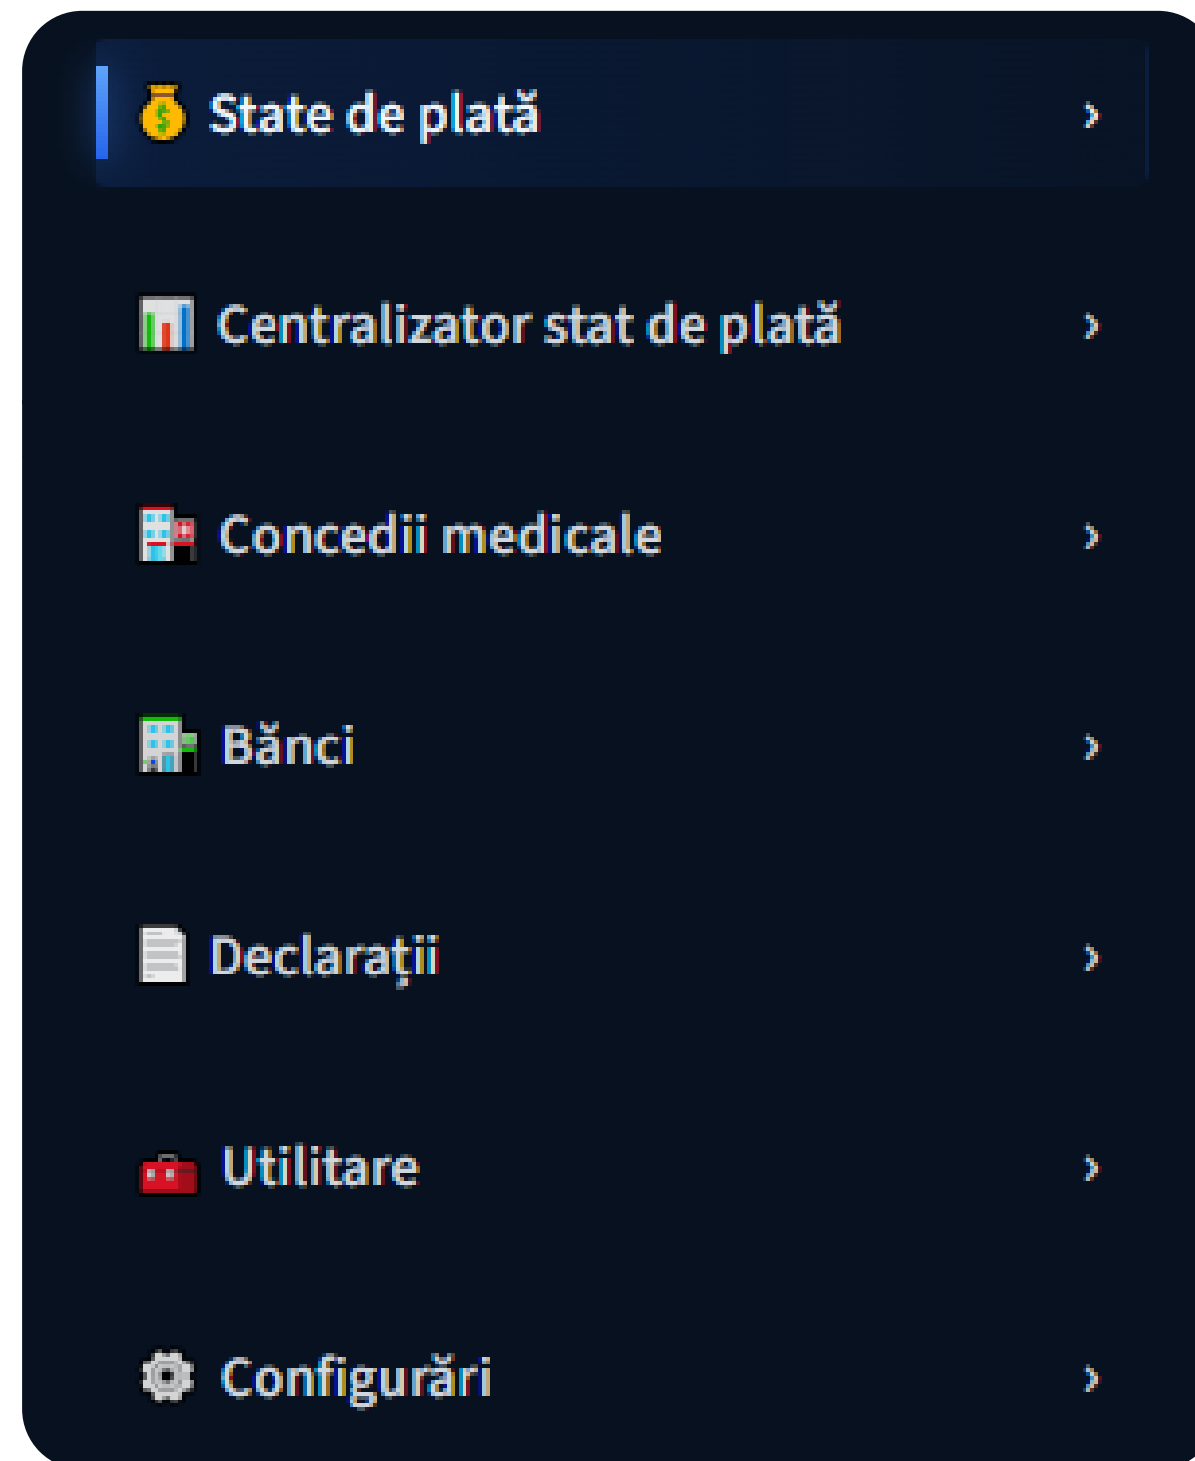 State de plată
Centralizator stat de plată
Concedii medicale
Bănci
Declarații
Utilitare
Configurări